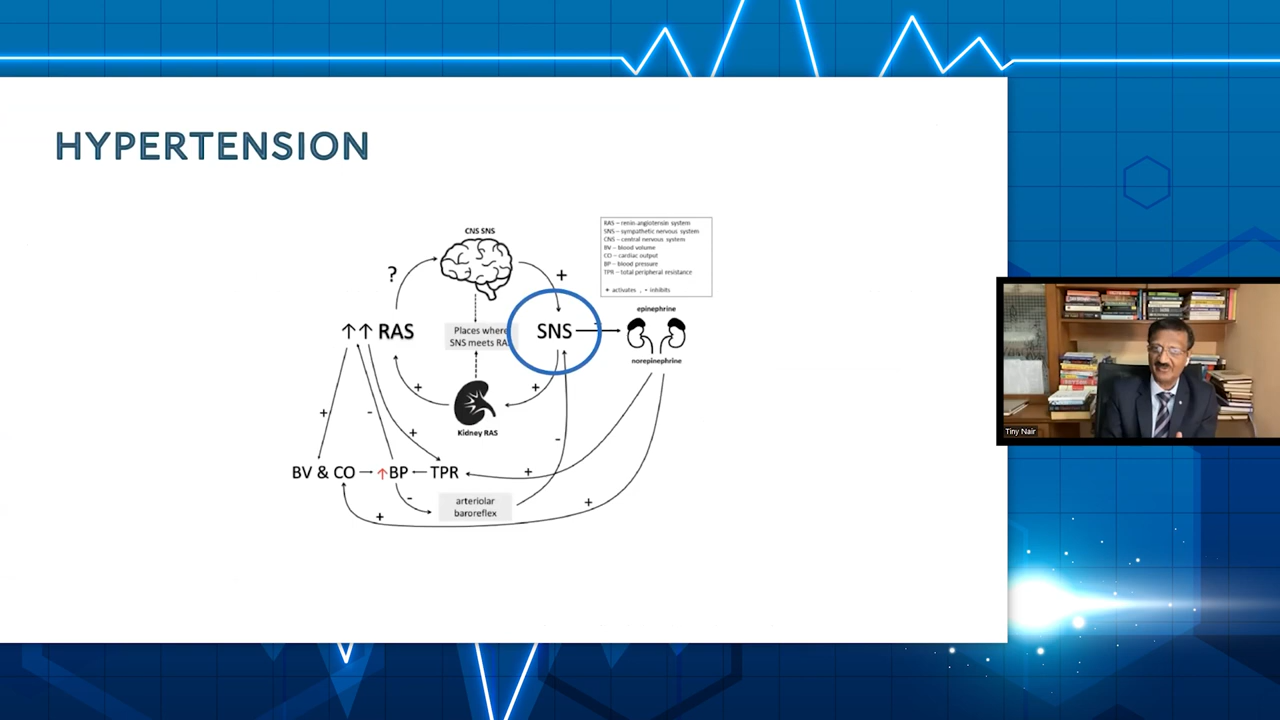 HYPERTENSION
CNS SNS
RAS – renin-angiotensin system
SNS – sympathetic nervous system
CNS – central nervous system
BV – blood volume
CO – cardiac output
BP – blood pressure
TPR – total peripheral resistance
+ activates , - inhibits
?
+
epinephrine
↑↑ RAS
Places where
SNS meets RA
SNS
norepinephrine
+
+
Kidney RAS
+
-
+
-
BV & CO → ↑BP ← TPR
+
-
arteriolar
baroreflex
+
+
Tiny Nair